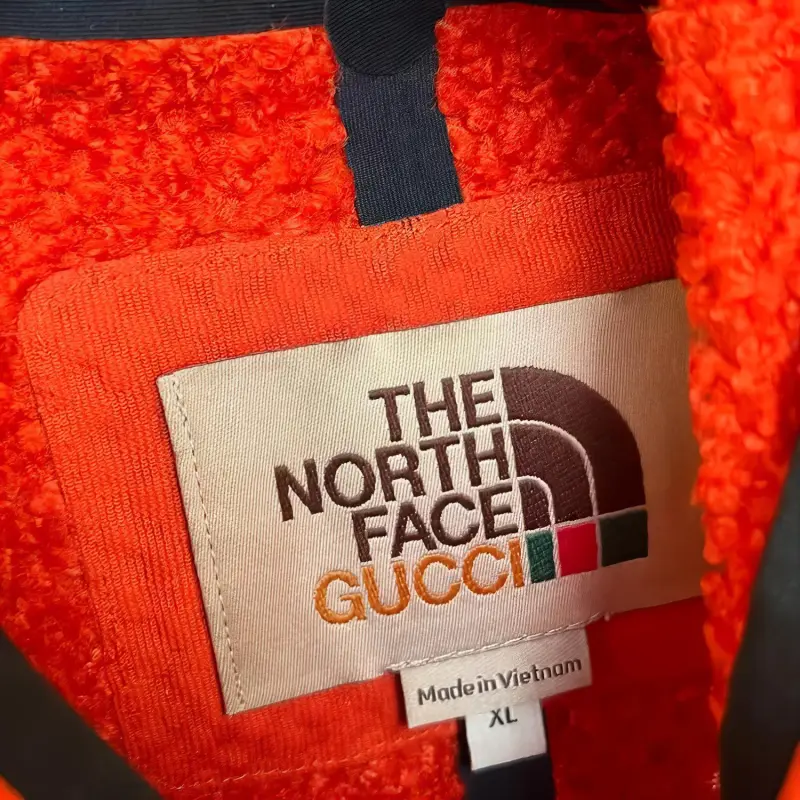 THE
NORTH
FACE
GUCCI
Made in Vietnam
XL